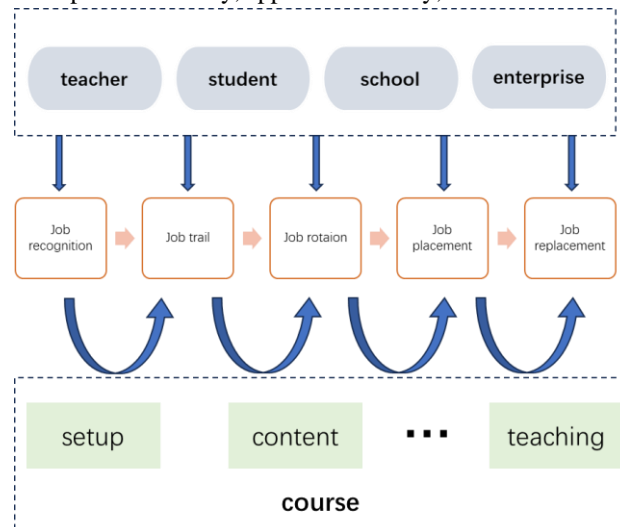 teacher student school enterprise
Job recognition
Job trail
Job rotaion
Job placement
Job replacement
setup content ... teaching
course